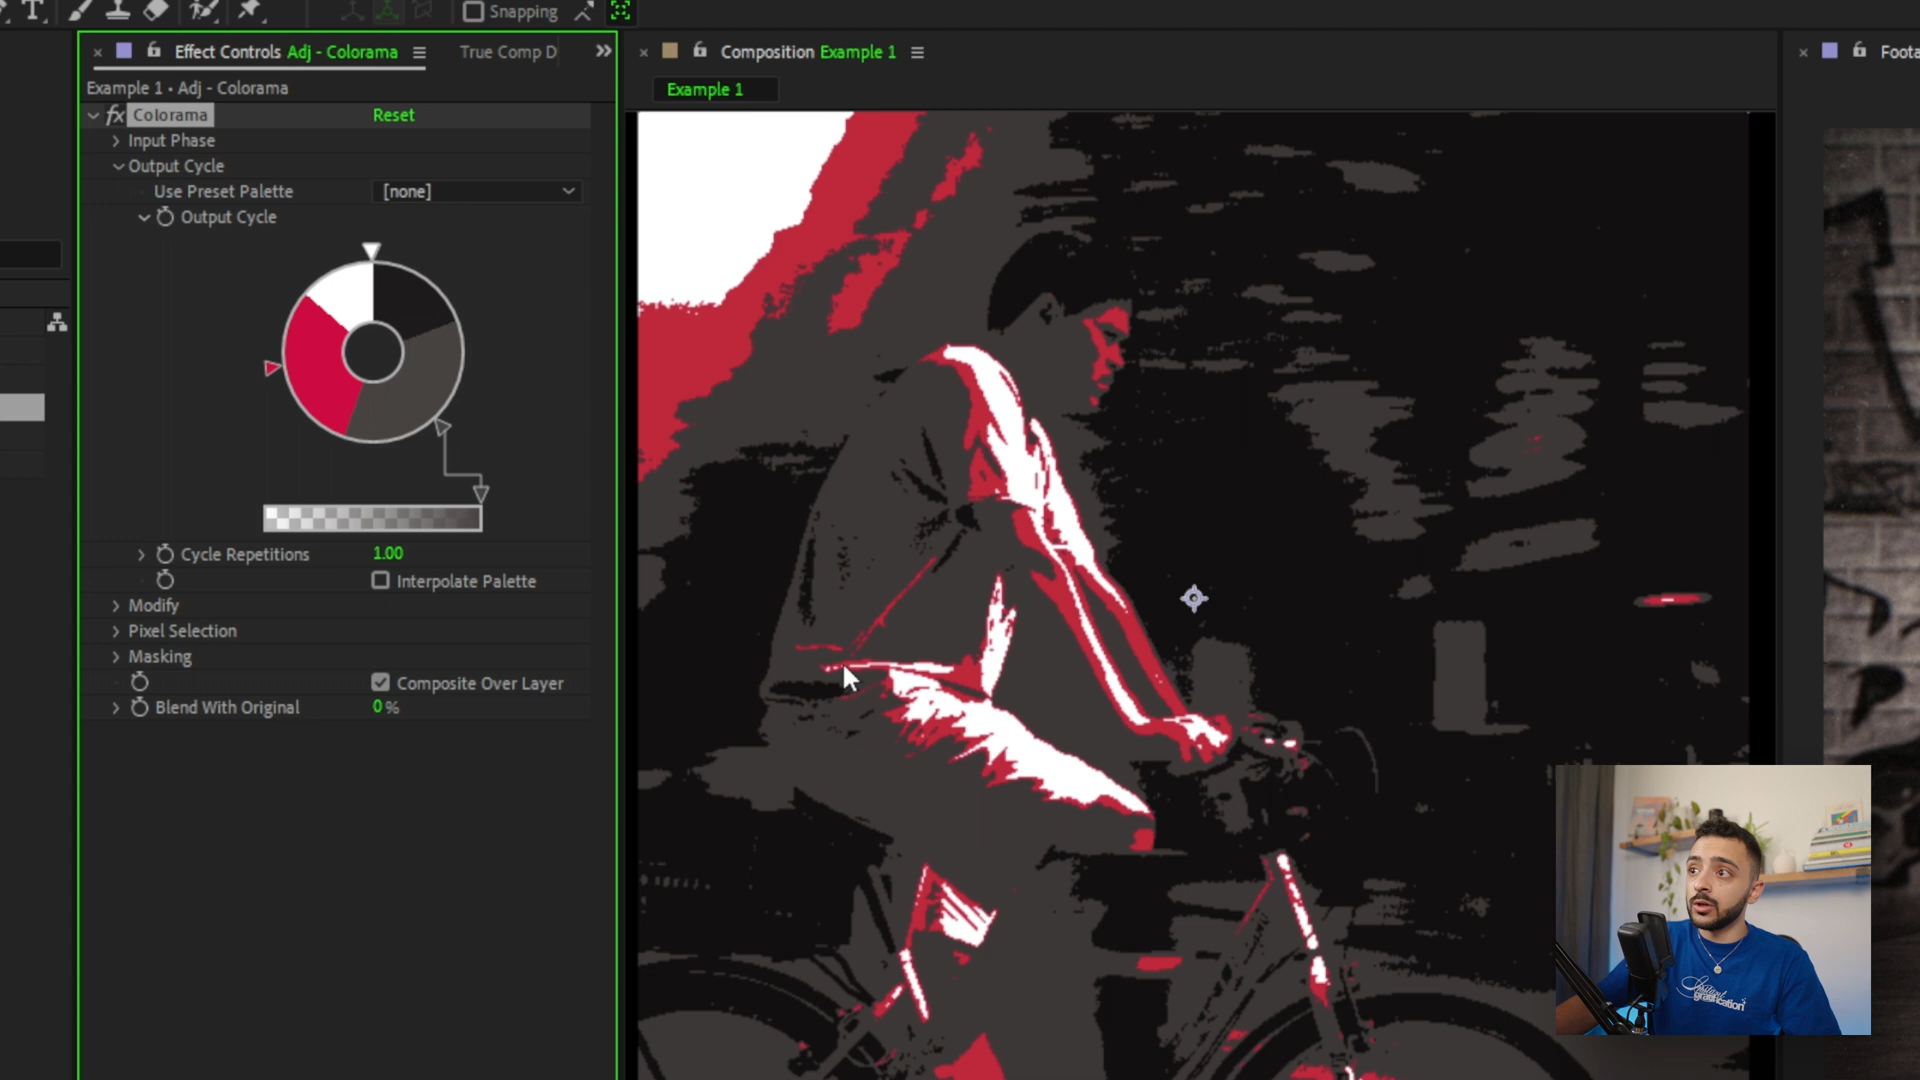 T
Snapping
Effect Controls Adj - Colorama
True Comp D
Composition Example 1
Example 1
Example 1 • Adj - Colorama
fx Colorama
Reset
Input Phase
Output Cycle
Use Preset Palette
[none]
Output Cycle
Cycle Repetitions
1.00
Interpolate Palette
Modify
Pixel Selection
Masking
Composite Over Layer
Blend With Original
0 %
Foota
gratification